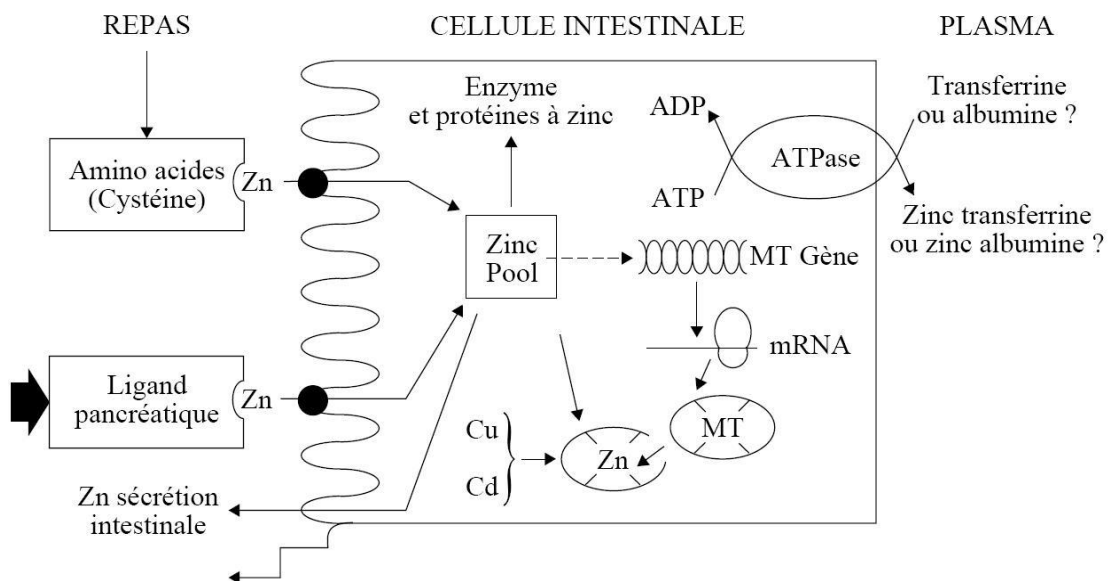 REPAS
CELLULE INTESTINALE
PLASMA
Enzyme
et protéines à zinc
ADP
ATPase
ATP
Transferrine
ou albumine ?
Zinc transferrine
ou zinc albumine ?
Amino acides
(Cystéine)
Zn
Zinc
Pool
MT Gène
mRNA
MT
Ligand
pancréatique
Zn
Cu
Cd
Zn
Zn sécrétion
intestinale